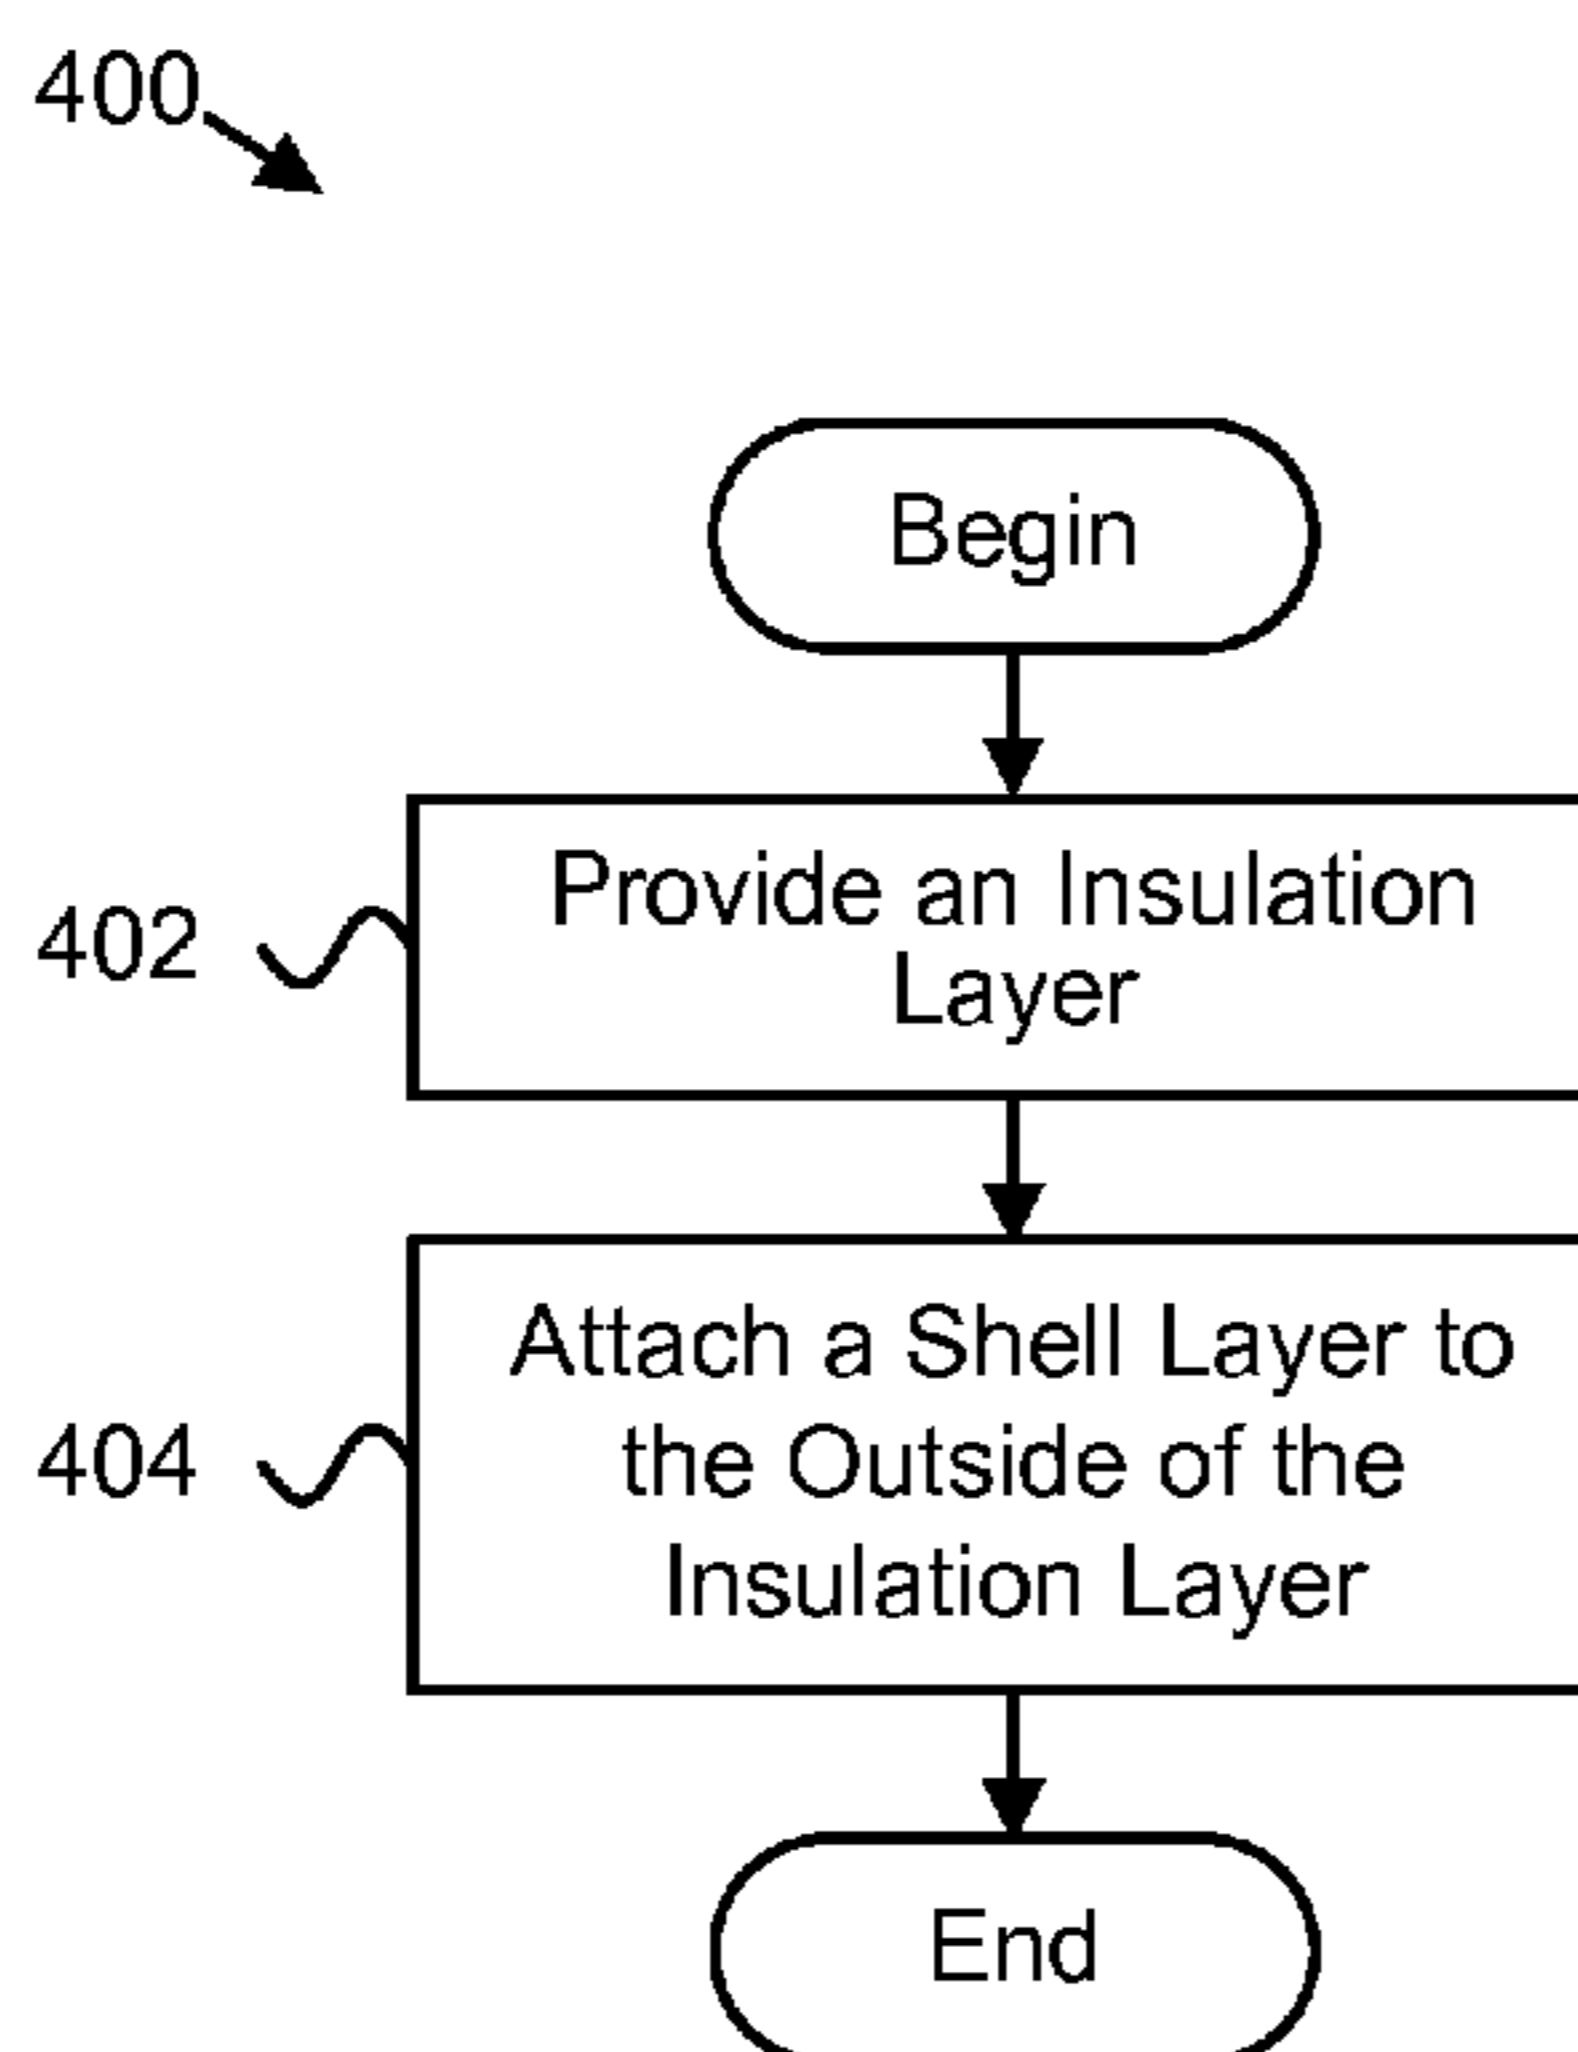 400
Begin
402
Provide an Insulation
Layer
404
Attach a Shell Layer to
the Outside of the
Insulation Layer
End